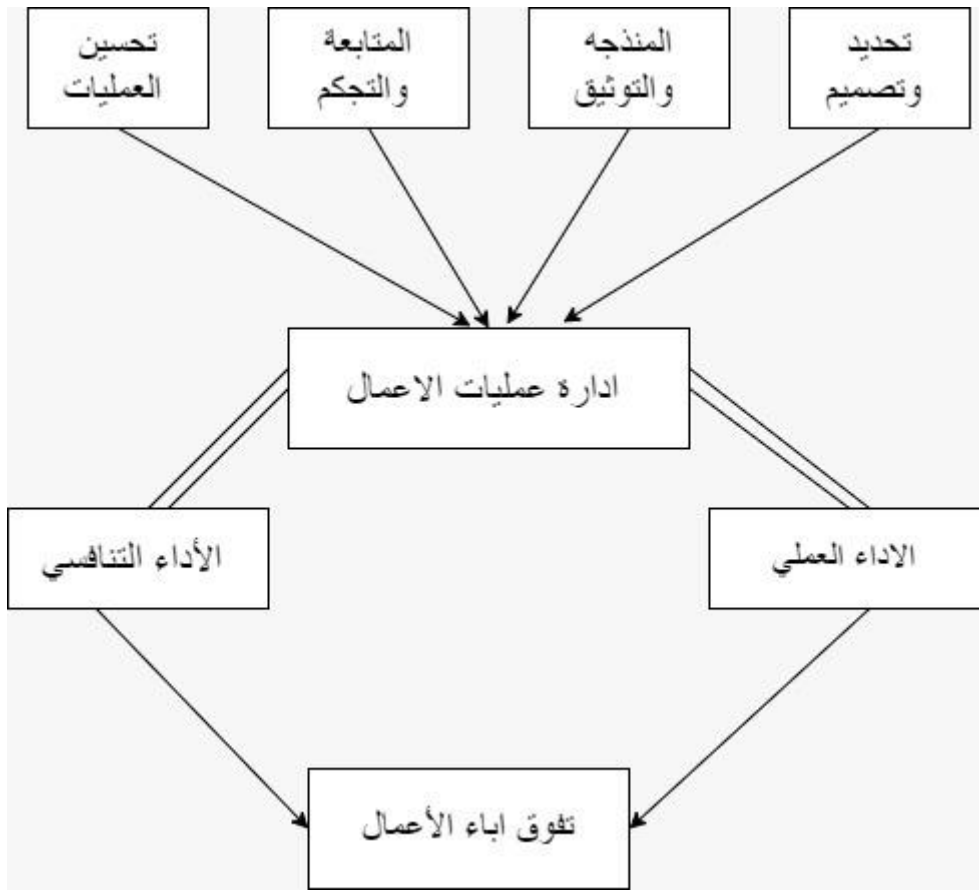 تحديد
وتصميم
المنذجه
والتوثيق
المتابعة
والتجكم
تحسين
العمليات
ادارة عمليات الاعمال
الاداء العملي
الأداء التنافسي
تفوق اباء الأعمال